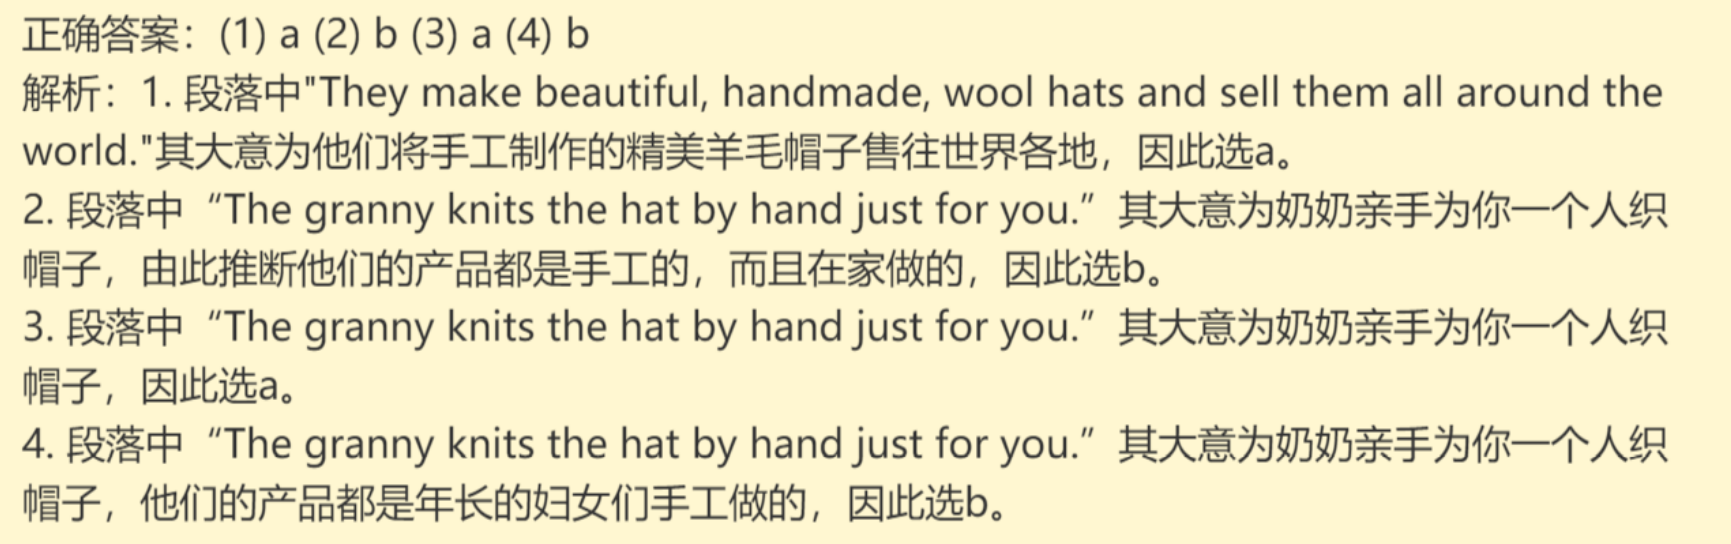 正确答案：(1) a (2) b (3) a (4) b
解析：1. 段落中"They make beautiful, handmade, wool hats and sell them all around the
world."其大意为他们将手工制作的精美羊毛帽子售往世界各地，因此选a。
2. 段落中“The granny knits the hat by hand just for you.”其大意为奶奶亲手为你一个人织
帽子，由此推断他们的产品都是手工的，而且在家做的，因此选b。
3. 段落中“The granny knits the hat by hand just for you.”其大意为奶奶亲手为你一个人织
帽子，因此选a。
4. 段落中“The granny knits the hat by hand just for you.”其大意为奶奶亲手为你一个人织
帽子，他们的产品都是年长的妇女们手工做的，因此选b。